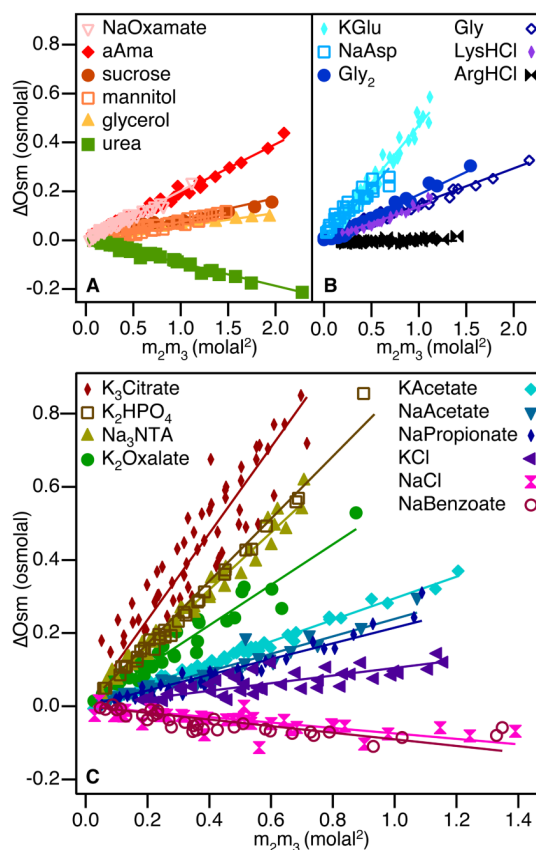 NaOxamate
aAma
sucrose
mannitol
glycerol
urea
A
KGlu
NaAsp
Gly₂
Gly
LysHCl
ArgHCl
B
0.8
0.6
0.4
0.2
0.0
-0.2
ΔOsm (osmolal)
0.0 0.5 1.0 1.5 2.0
m₂m₃ (molal²)
0.0 0.5 1.0 1.5 2.0
m₂m₃ (molal²)
K₃Citrate
K₂HPO₄
Na₃NTA
K₂Oxalate
KAcetate
NaAcetate
NaPropionate
KCl
NaCl
NaBenzoate
C
0.8
0.6
0.4
0.2
0.0
-0.2
ΔOsm (osmolal)
0.0 0.2 0.4 0.6 0.8 1.0 1.2 1.4
m₂m₃ (molal²)